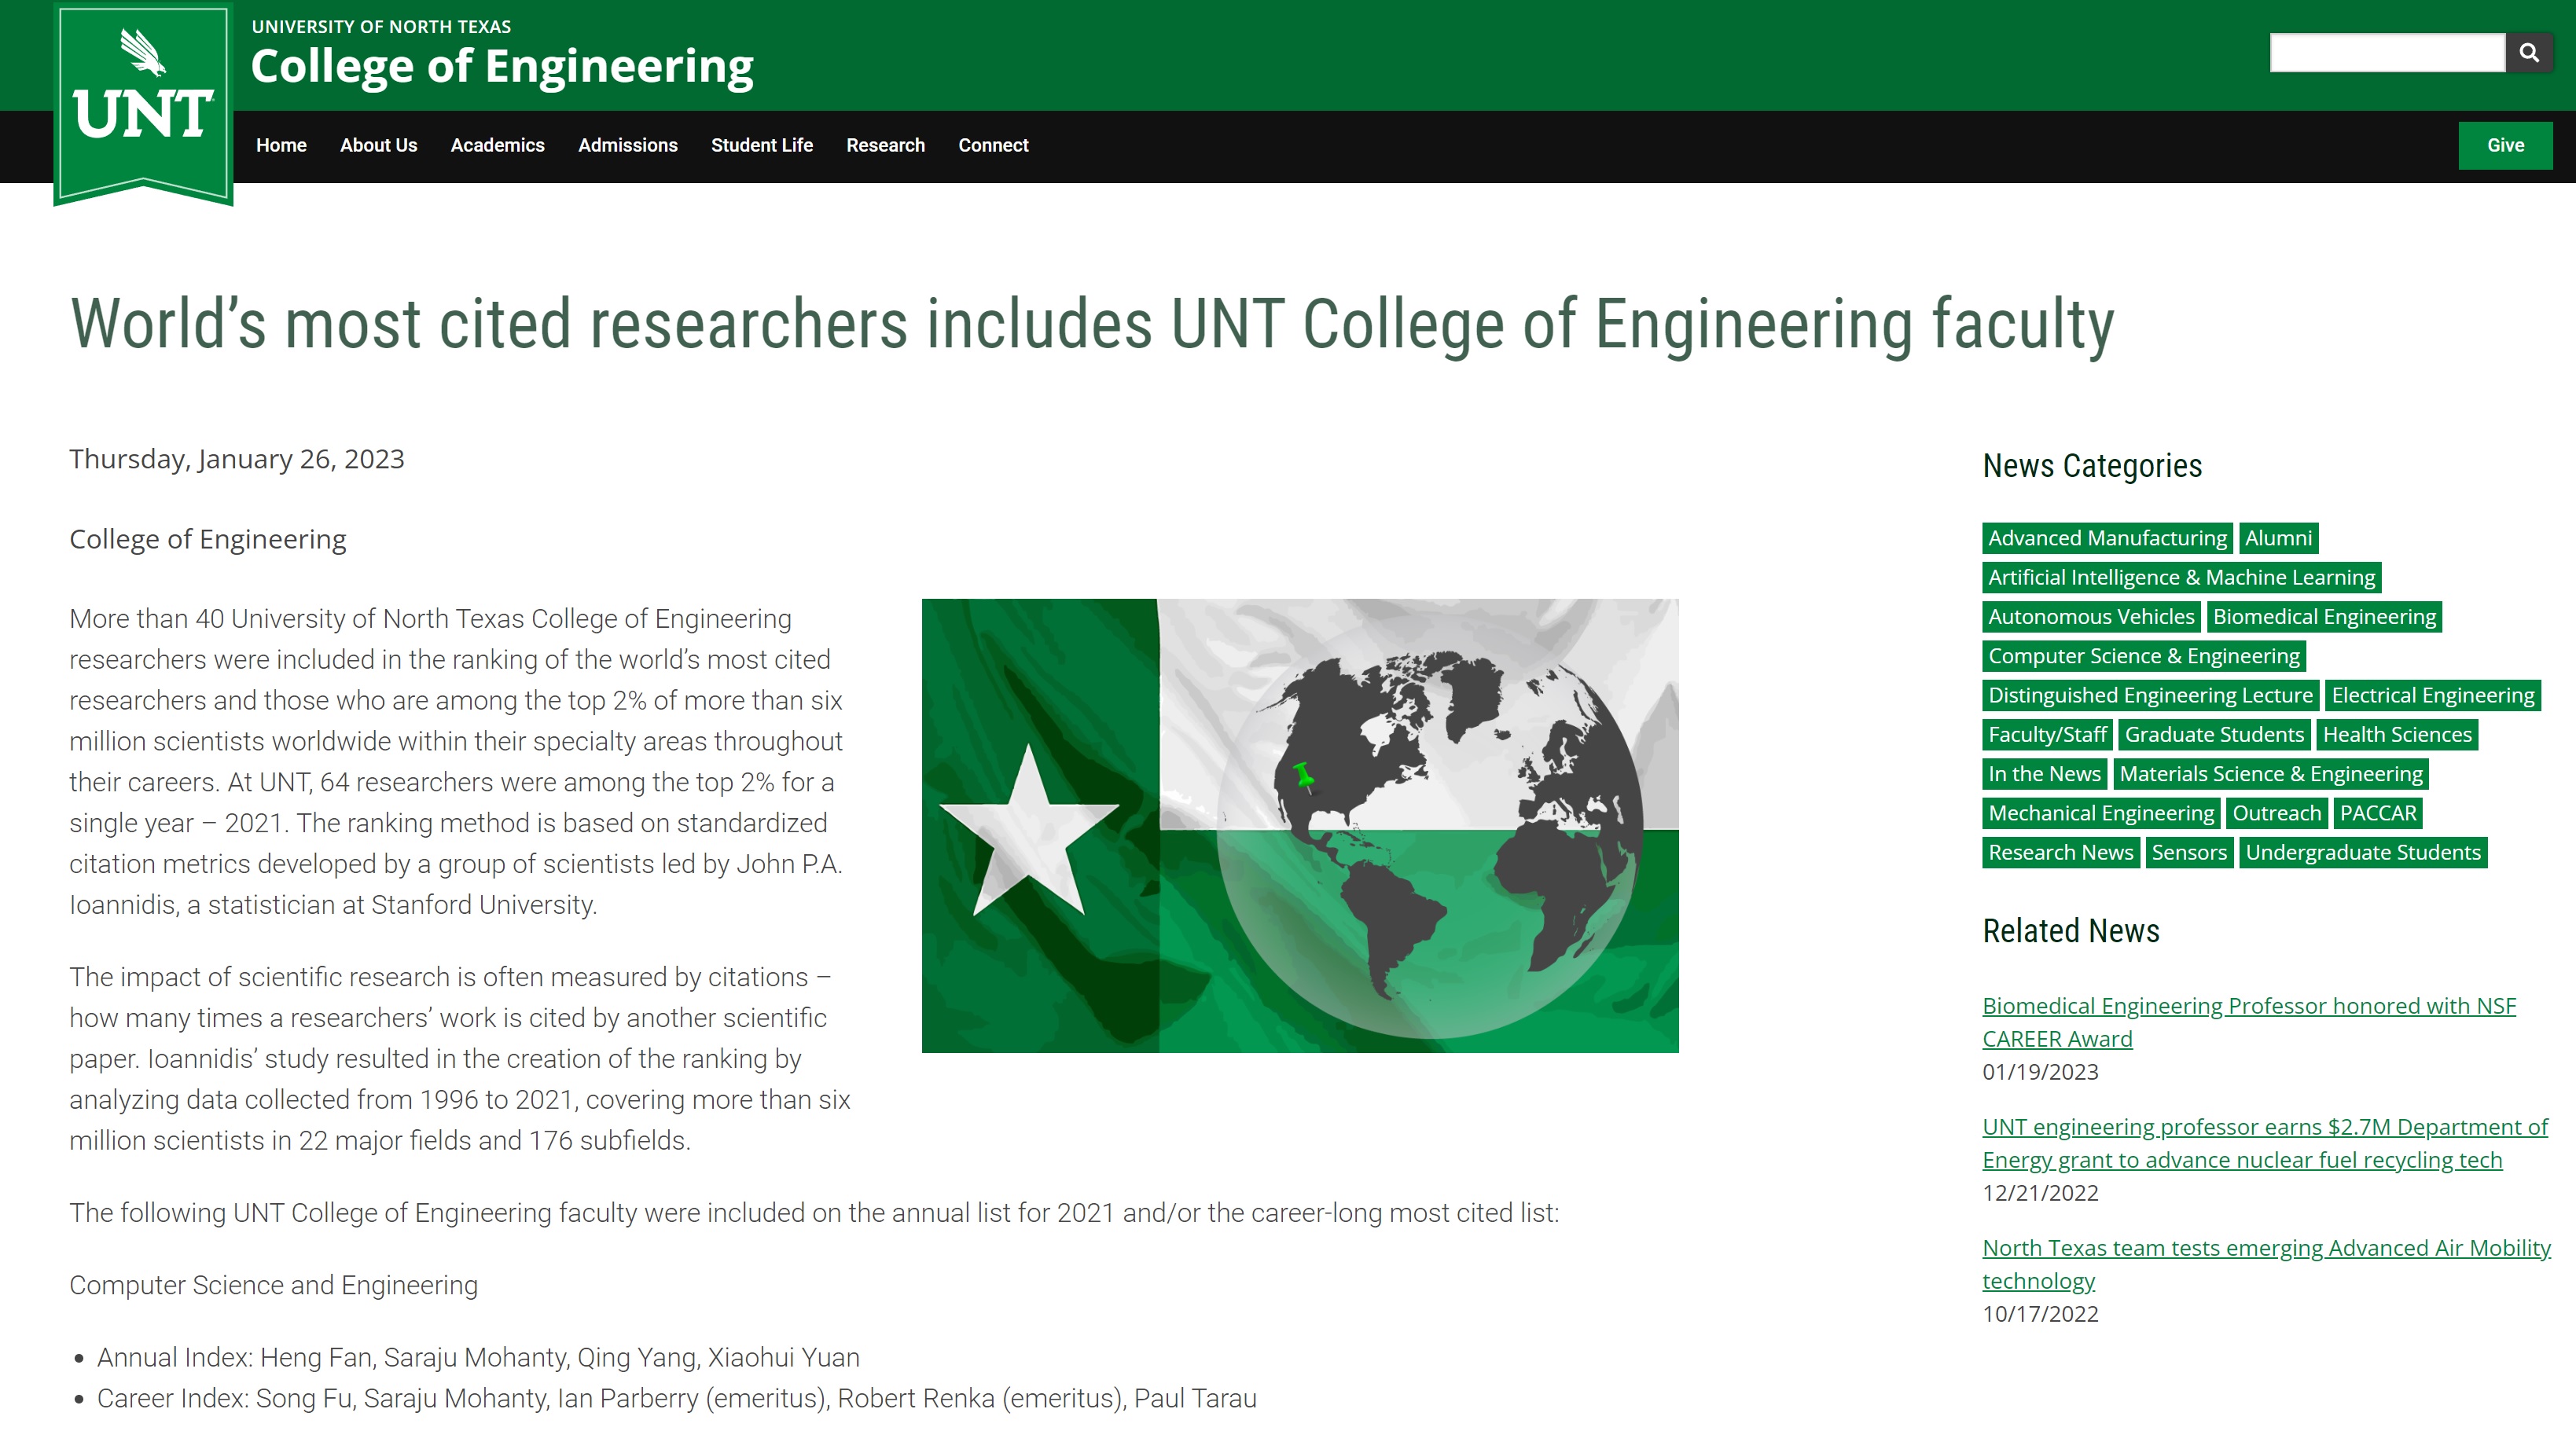 UNT
UNIVERSITY OF NORTH TEXAS
College of Engineering
Home About Us Academics Admissions Student Life Research Connect
Give
World’s most cited researchers includes UNT College of Engineering faculty
Thursday, January 26, 2023
College of Engineering
More than 40 University of North Texas College of Engineering
researchers were included in the ranking of the world’s most cited
researchers and those who are among the top 2% of more than six
million scientists worldwide within their specialty areas throughout
their careers. At UNT, 64 researchers were among the top 2% for a
single year – 2021. The ranking method is based on standardized
citation metrics developed by a group of scientists led by John P.A.
Ioannidis, a statistician at Stanford University.
The impact of scientific research is often measured by citations –
how many times a researchers’ work is cited by another scientific
paper. Ioannidis’ study resulted in the creation of the ranking by
analyzing data collected from 1996 to 2021, covering more than six
million scientists in 22 major fields and 176 subfields.
The following UNT College of Engineering faculty were included on the annual list for 2021 and/or the career-long most cited list:
Computer Science and Engineering
• Annual Index: Heng Fan, Saraju Mohanty, Qing Yang, Xiaohui Yuan
• Career Index: Song Fu, Saraju Mohanty, Ian Parberry (emeritus), Robert Renka (emeritus), Paul Tarau
News Categories
Advanced Manufacturing Alumni
Artificial Intelligence & Machine Learning
Autonomous Vehicles Biomedical Engineering
Computer Science & Engineering
Distinguished Engineering Lecture Electrical Engineering
Faculty/Staff Graduate Students Health Sciences
In the News Materials Science & Engineering
Mechanical Engineering Outreach PACCAR
Research News Sensors Undergraduate Students
Related News
Biomedical Engineering Professor honored with NSF
CAREER Award
01/19/2023
UNT engineering professor earns $2.7M Department of
Energy grant to advance nuclear fuel recycling tech
12/21/2022
North Texas team tests emerging Advanced Air Mobility
technology
10/17/2022